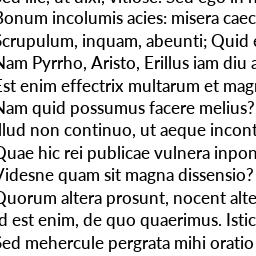 Sed ille, ut dixi, vitiose. Sed ego in
Bonum incolumis acies: misera caec
Scrupulum, inquam, abeunti; Quid e
Nam Pyrrho, Aristo, Erillus iam diu a
Est enim effectrix multarum et mag
Nam quid possumus facere melius?
Illud non continuo, ut aeque incont
Quae hic rei publicae vulnera inpon
Videsne quam sit magna dissensio?
Quorum altera prosunt, nocent alte
Id est enim, de quo quaerimus. Istic
Sed mehercule pergrata mihi oratio